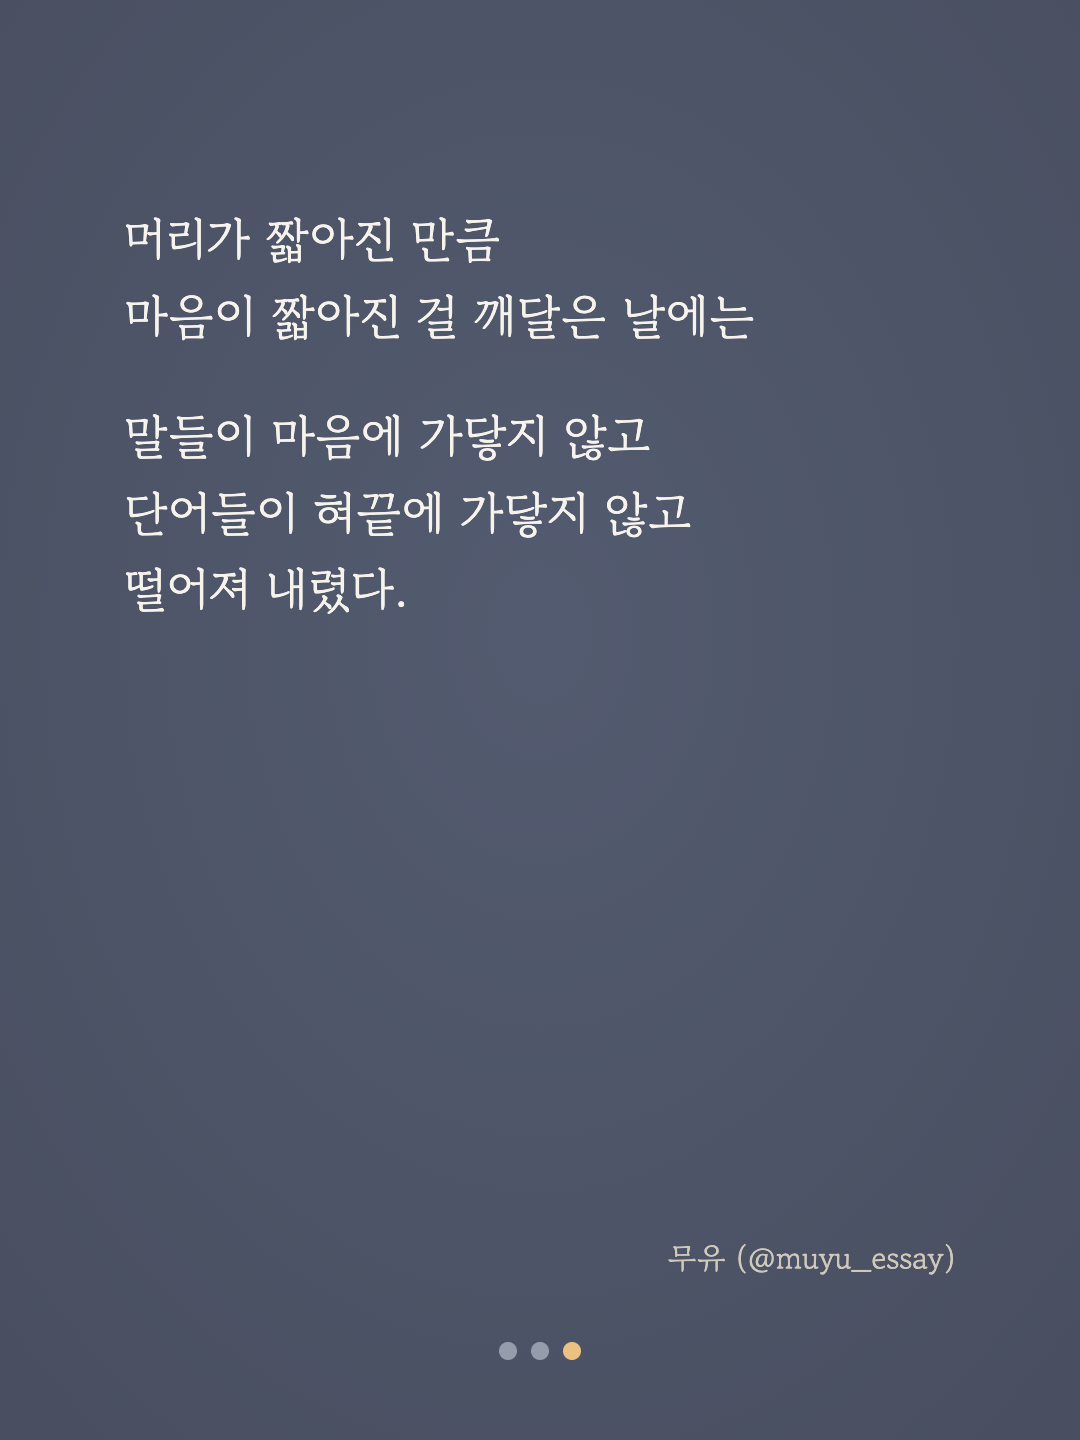 머리가 짧아진 만큼
마음이 짧아진 걸 깨달은 날에는
말들이 마음에 가닿지 않고
단어들이 혀끝에 가닿지 않고
떨어져 내렸다.
무유 (@muyu_essay)